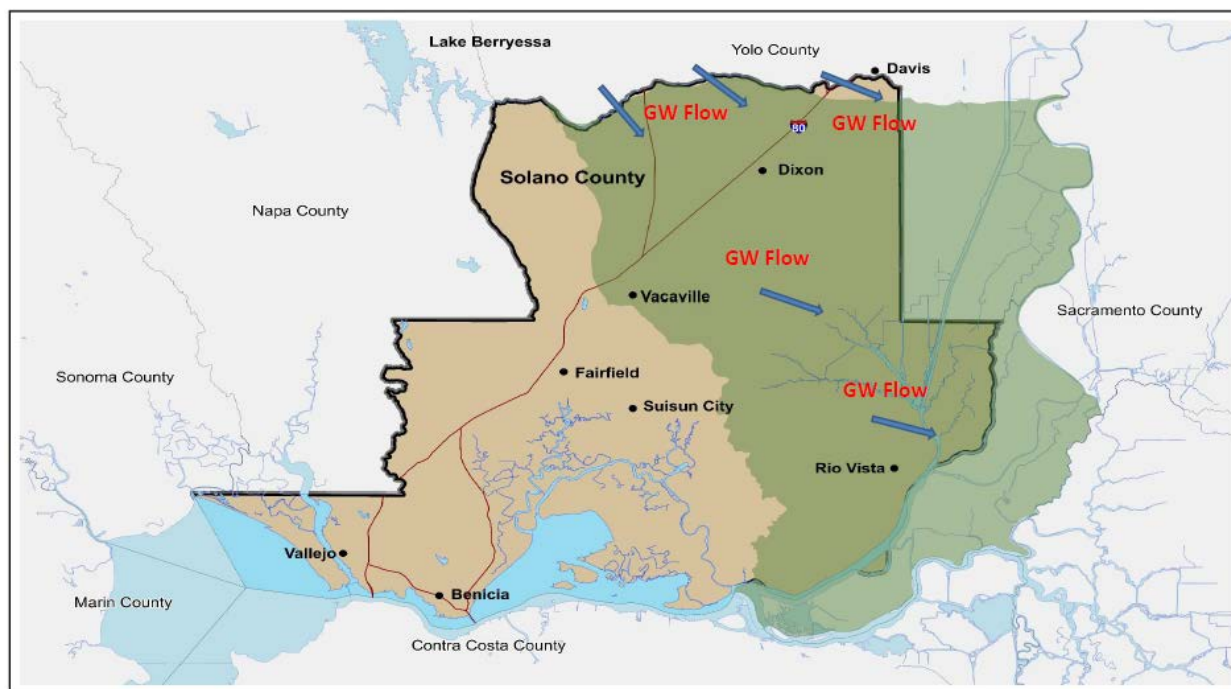 Lake Berryessa
Yolo County
Davis
GW Flow
GW Flow
80
Dixon
Solano County
Napa County
GW Flow
Vacaville
Sacramento County
Sonoma County
Fairfield
GW Flow
Suisun City
Rio Vista
Vallejo
Benicia
Marin County
Contra Costa County